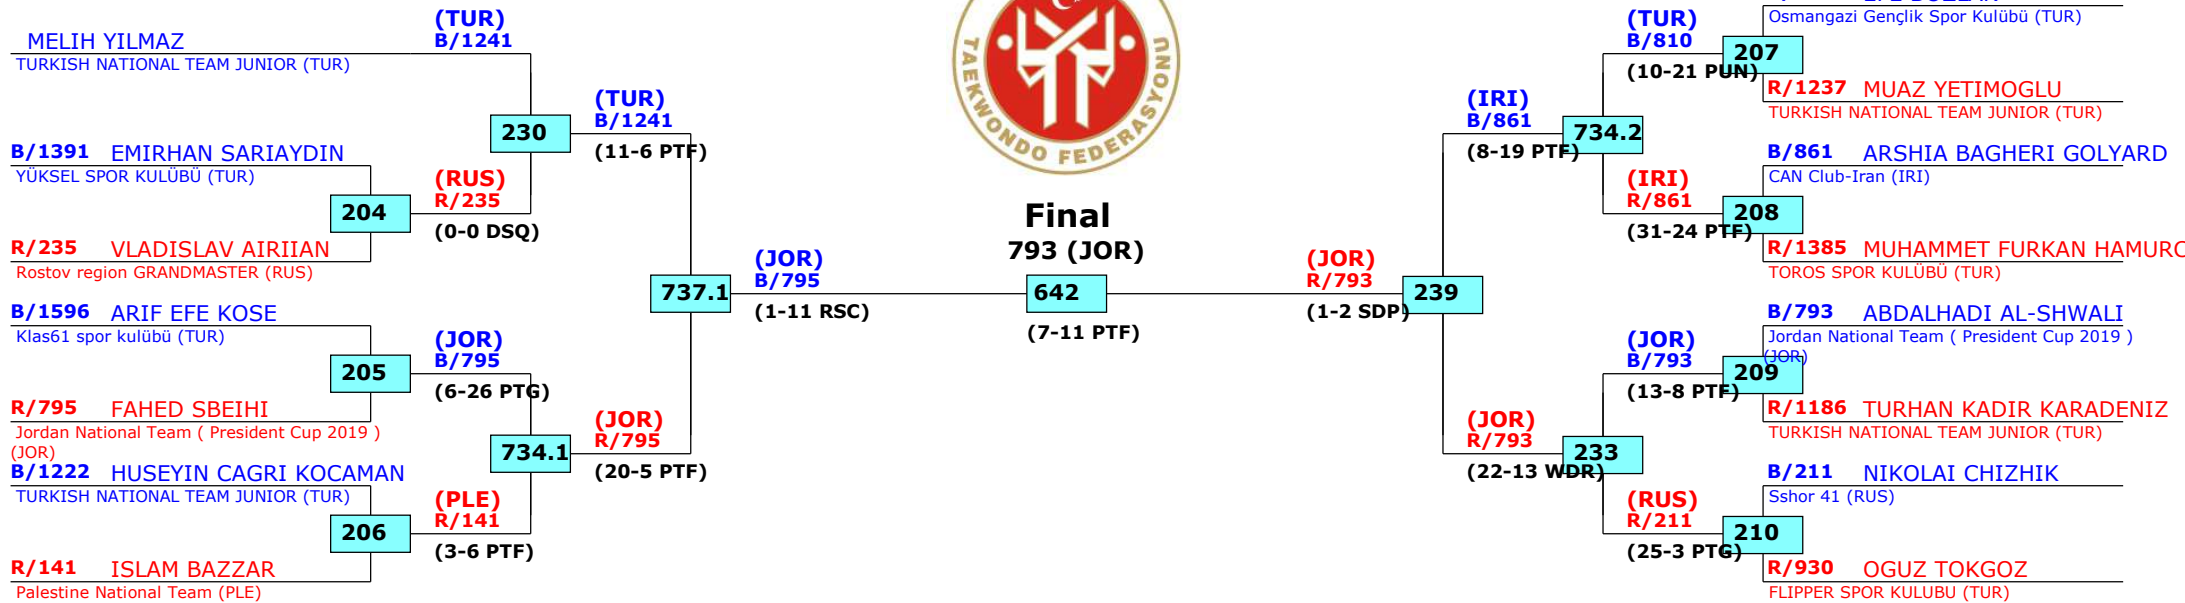 (TUR)
B/1241
MELIH YILMAZ
TURKISH NATIONAL TEAM JUNIOR (TUR)
230
(TUR)
B/1241
(11-6 PTF)
B/1391 EMIRHAN SARIAYDIN
YÜKSEL SPOR KULÜBÜ (TUR)
204
(RUS)
R/235
(0-0 DSQ)
R/235 VLADISLAV AIRIIAN
Rostov region GRANDMASTER (RUS)
737.1
(JOR)
B/795
(1-11 RSC)
B/1596 ARIF EFE KOSE
Klas61 spor kulübü (TUR)
205
(JOR)
B/795
(6-26 PTG)
R/795 FAHED SBEIHI
Jordan National Team ( President Cup 2019 )
(JOR)
734.1
(JOR)
R/795
(20-5 PTF)
B/1222 HUSEYIN CAGRI KOCAMAN
TURKISH NATIONAL TEAM JUNIOR (TUR)
206
(PLE)
R/141
(3-6 PTF)
R/141 ISLAM BAZZAR
Palestine National Team (PLE)
TAEKWONDO FEDERASYONU
Final
793 (JOR)
642
(7-11 PTF)
(JOR)
R/793
(1-2 SDP)
239
(IRI)
B/861
(8-19 PTF)
734.2
(TUR)
B/810
(10-21 PUN)
Osmangazi Gençlik Spor Kulübü (TUR)
207
R/1237 MUAZ YETIMOGLU
TURKISH NATIONAL TEAM JUNIOR (TUR)
B/861 ARSHIA BAGHERI GOLYARD
CAN Club-Iran (IRI)
(IRI)
R/861
(31-24 PTF)
208
R/1385 MUHAMMET FURKAN HAMURC
TOROS SPOR KULÜBÜ (TUR)
B/793 ABDALHADI AL-SHWALI
Jordan National Team ( President Cup 2019 )
(JOR)
(JOR)
B/793
(13-8 PTF)
209
R/1186 TURHAN KADIR KARADENIZ
TURKISH NATIONAL TEAM JUNIOR (TUR)
(JOR)
R/793
(22-13 WDR)
233
B/211 NIKOLAI CHIZHIK
Sshor 41 (RUS)
(RUS)
R/211
(25-3 PTG)
210
R/930 OGUZ TOKGOZ
FLIPPER SPOR KULUBU (TUR)